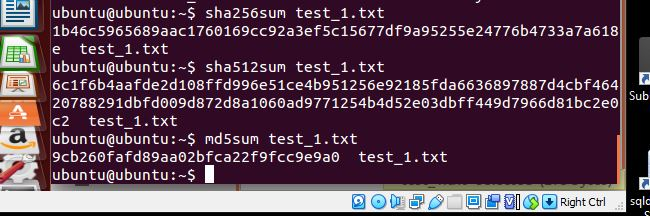 ubuntu@ubuntu:~$ sha256sum test_1.txt
1b46c5965689aac1760169cc92a3ef5c15677df9a95255e24776b4733a7a618
e  test_1.txt
ubuntu@ubuntu:~$ sha512sum test_1.txt
6c1f6b4aafde2d108ffd996e51ce4b951256e92185fda6636897887d4cbf464
20788291dbfd009d872d8a1060ad9771254b4d52e03dbff449d7966d81bc2e0
c2  test_1.txt
ubuntu@ubuntu:~$ md5sum test_1.txt
9cb260fafd89aa02bfca22f9fcc9e9a0  test_1.txt
ubuntu@ubuntu:~$
Right Ctrl
Sub
sqlc